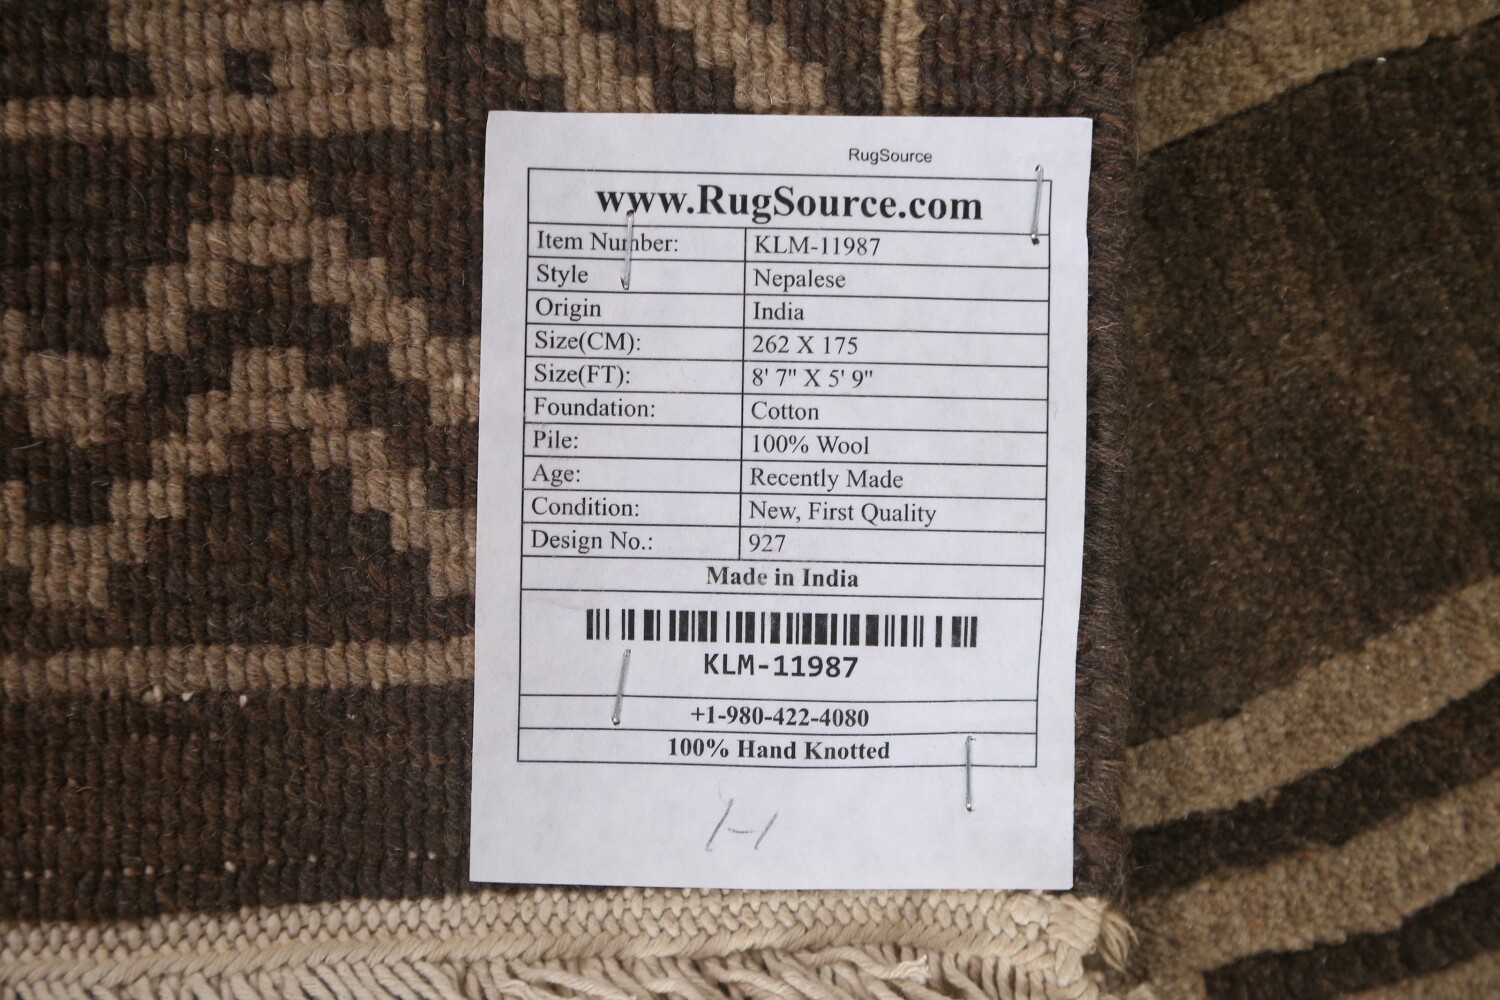 RugSource
www.RugSource.com
Item Number: KLM-11987
Style Nepalese
Origin India
Size(CM): 262 X 175
Size(FT): 8' 7" X 5' 9"
Foundation: Cotton
Pile: 100% Wool
Age: Recently Made
Condition: New, First Quality
Design No.: 927
Made in India
KLM-11987
+1-980-422-4080
100% Hand Knotted